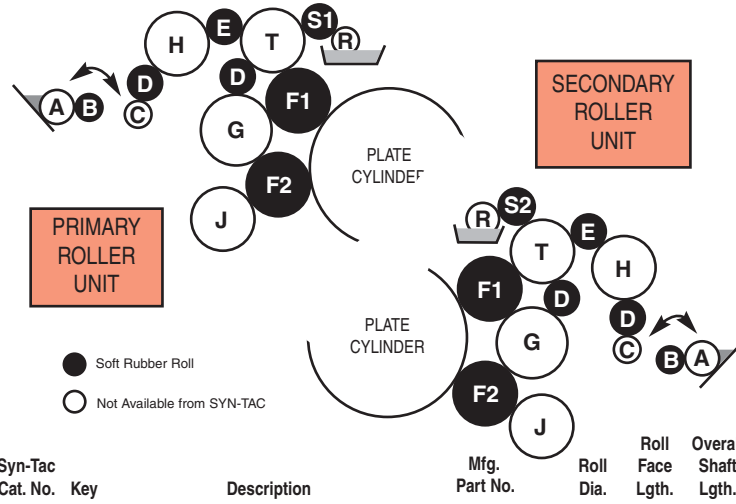 S1
E
H
T
R
D
D
A
B
C
F1
G
F2
J
PLATE
CYLINDER
SECONDARY
ROLLER
UNIT
PRIMARY
ROLLER
UNIT
S2
R
E
T
H
F1
D
D
C
G
B
A
F2
J
PLATE
CYLINDER
Soft Rubber Roll
Not Available from SYN-TAC
Syn-Tac
Cat. No.
Key
Description
Mfg.
Part No.
Roll
Dia.
Roll
Face
Lgth.
Overa
Shaft
Lgth.